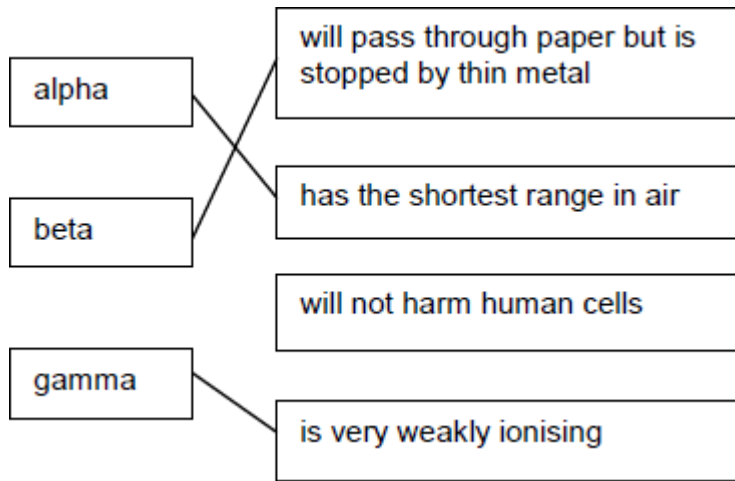 alpha
beta
gamma
will pass through paper but is
stopped by thin metal
has the shortest range in air
will not harm human cells
is very weakly ionising